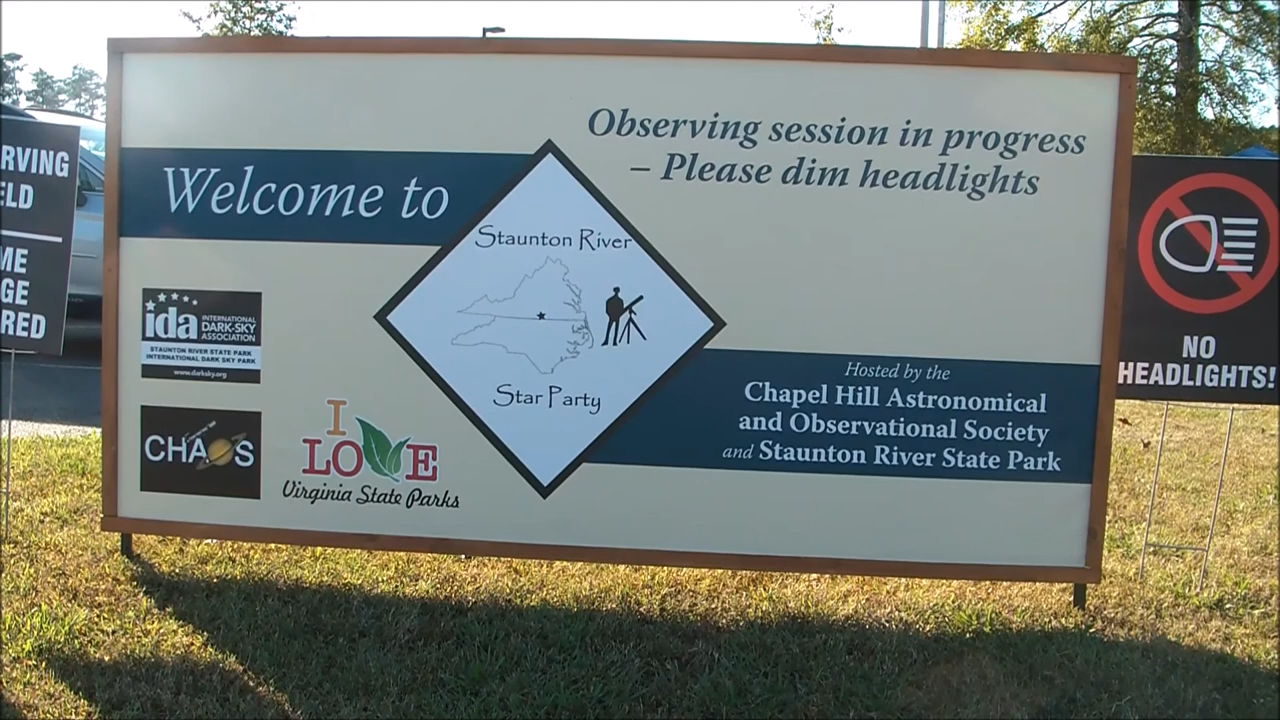 Observing session in progress
– Please dim headlights
Welcome to
Staunton River
Star Party
Hosted by the
Chapel Hill Astronomical
and Observational Society
and Staunton River State Park
ida
INTERNATIONAL
DARK-SKY
ASSOCIATION
STAUNTON RIVER STATE PARK
INTERNATIONAL DARK SKY PARK
www.darksky.org
CHAOS
I
LOVE
Virginia State Parks
RVING
ELD
ME
GE
RED
NO
HEADLIGHTS!